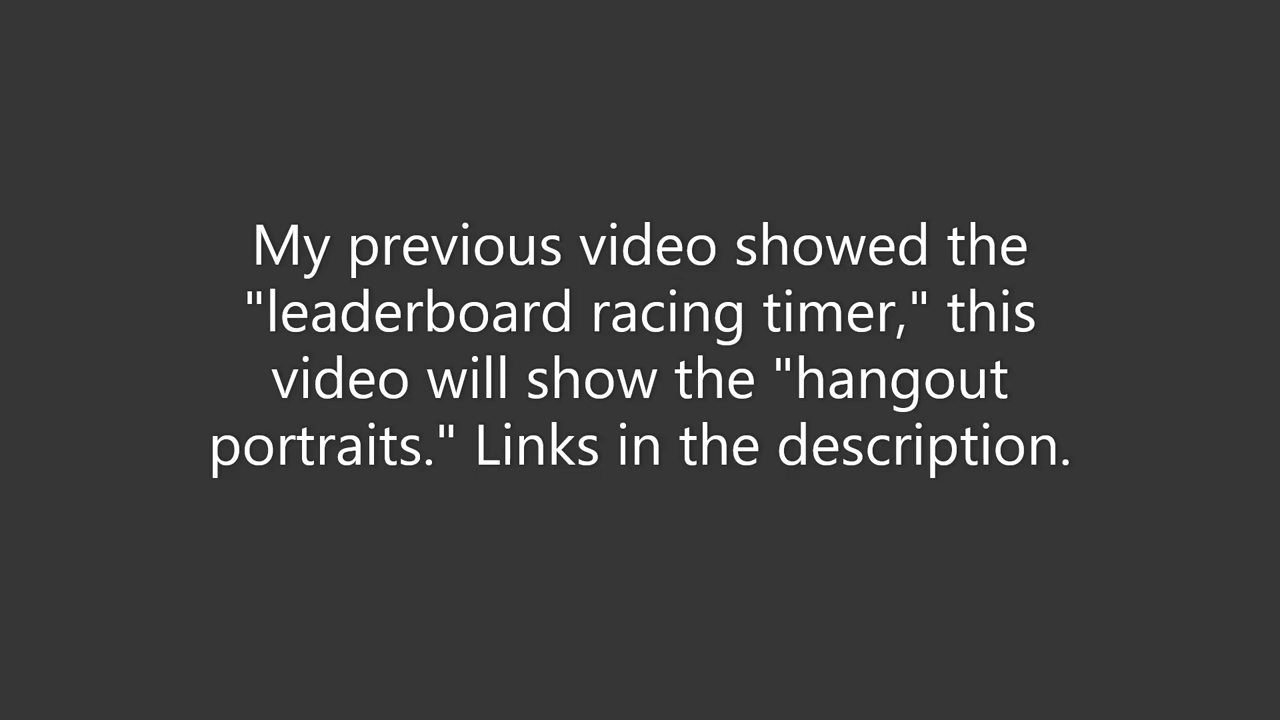 My previous video showed the
"leaderboard racing timer," this
video will show the "hangout
portraits." Links in the description.